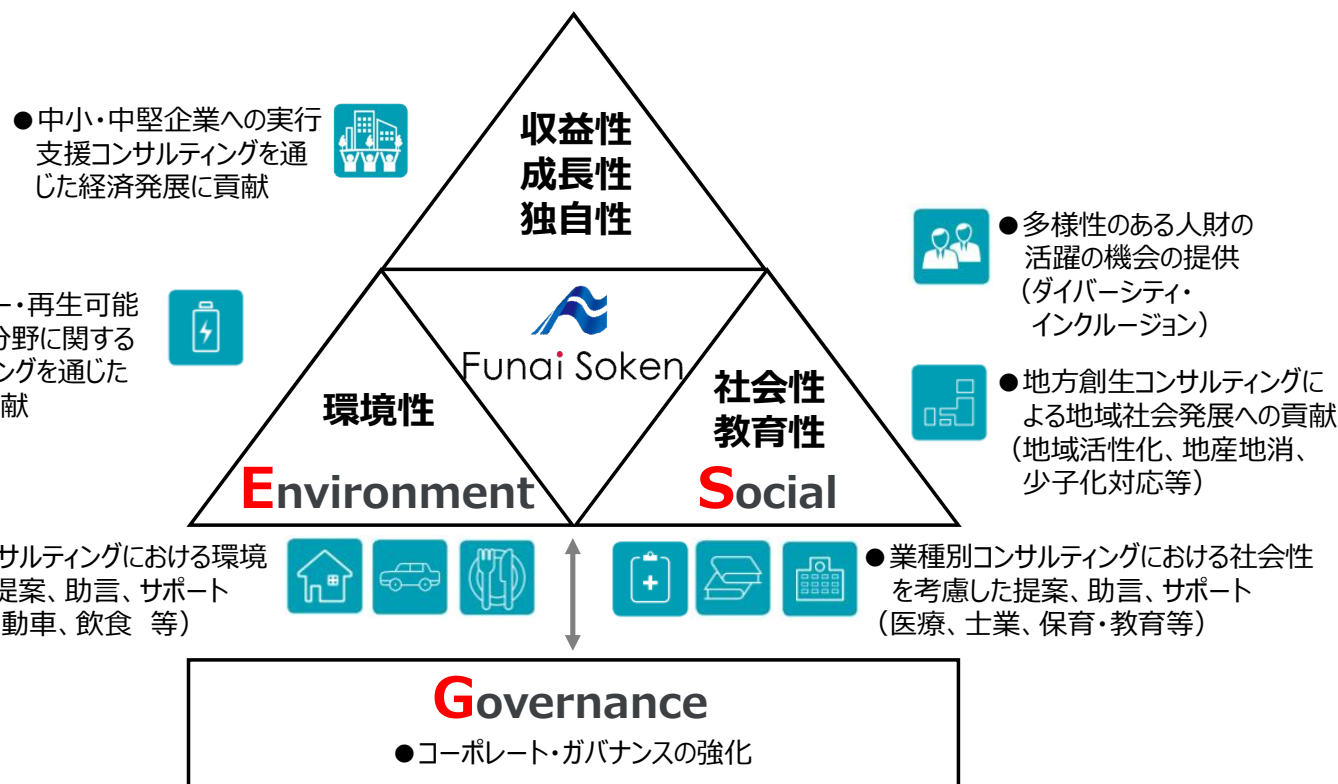 ●中小・中堅企業への実行
支援コンサルティングを通
じた経済発展に貢献
収益性
成長性
独自性
●多様性のある人財の
活躍の機会の提供
（ダイバーシティ・
インクルージョン）
ー・再生可能
分野に関する
ングを通じた
献
Funai Soken
環境性
Environment
社会性
教育性
Social
●地方創生コンサルティングに
よる地域社会発展への貢献
（地域活性化、地産地消、
少子化対応等）
サルティングにおける環境
提案、助言、サポート
動車、飲食 等）
●業種別コンサルティングにおける社会性
を考慮した提案、助言、サポート
（医療、士業、保育・教育等）
Governance
●コーポレート・ガバナンスの強化